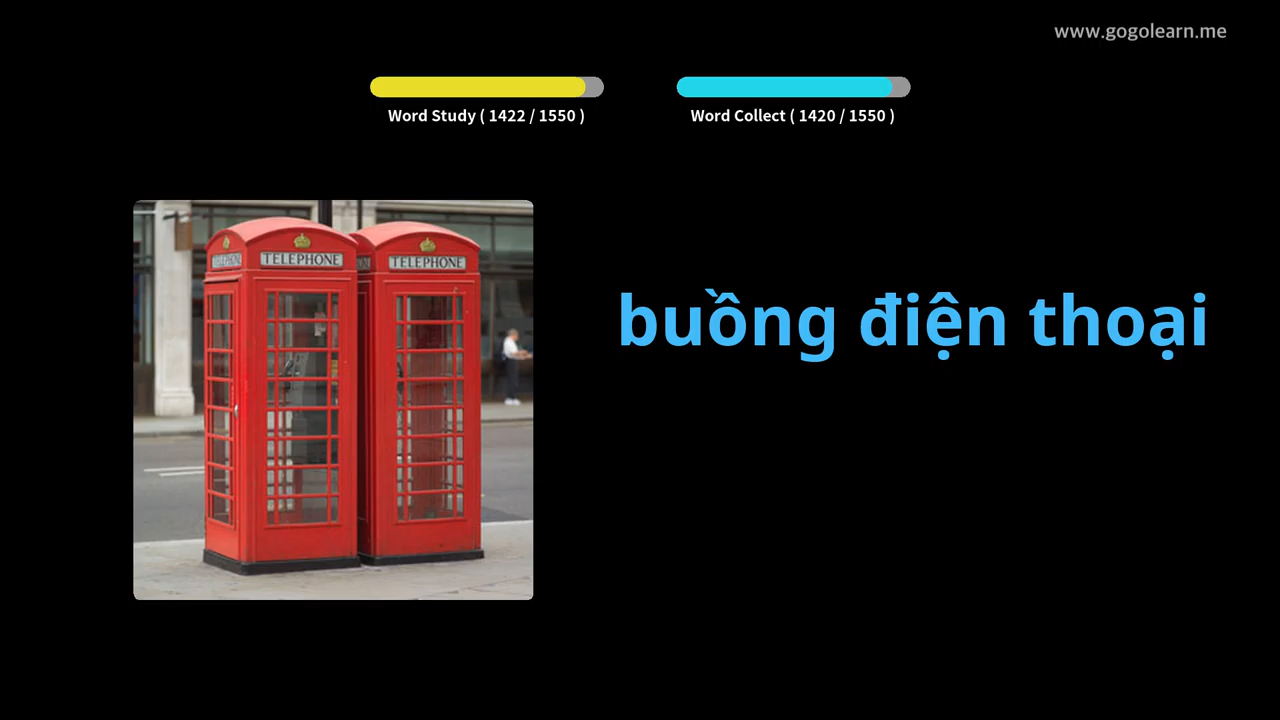 www.gogolearn.me
Word Study ( 1422 / 1550 )
Word Collect ( 1420 / 1550 )
TELEPHONE
TELEPHONE
buồng điện thoại